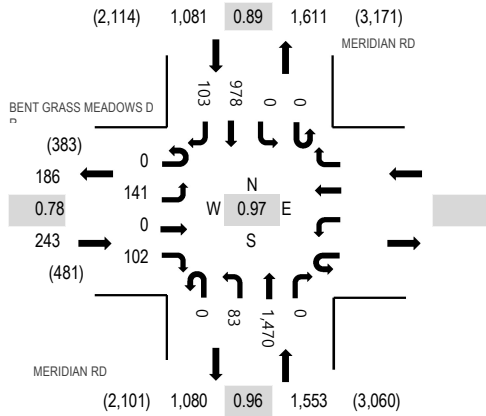 (2,114) 1,081 0.89 1,611 (3,171)
MERIDIAN RD
103 978 0 0
BENT GRASS MEADOWS D
R
(383)
0
186
141
N
0.78
0
W 0.97 E
243
S
102
(481)
0 83 1,470 0
MERIDIAN RD
(2,101) 1,080 0.96 1,553 (3,060)